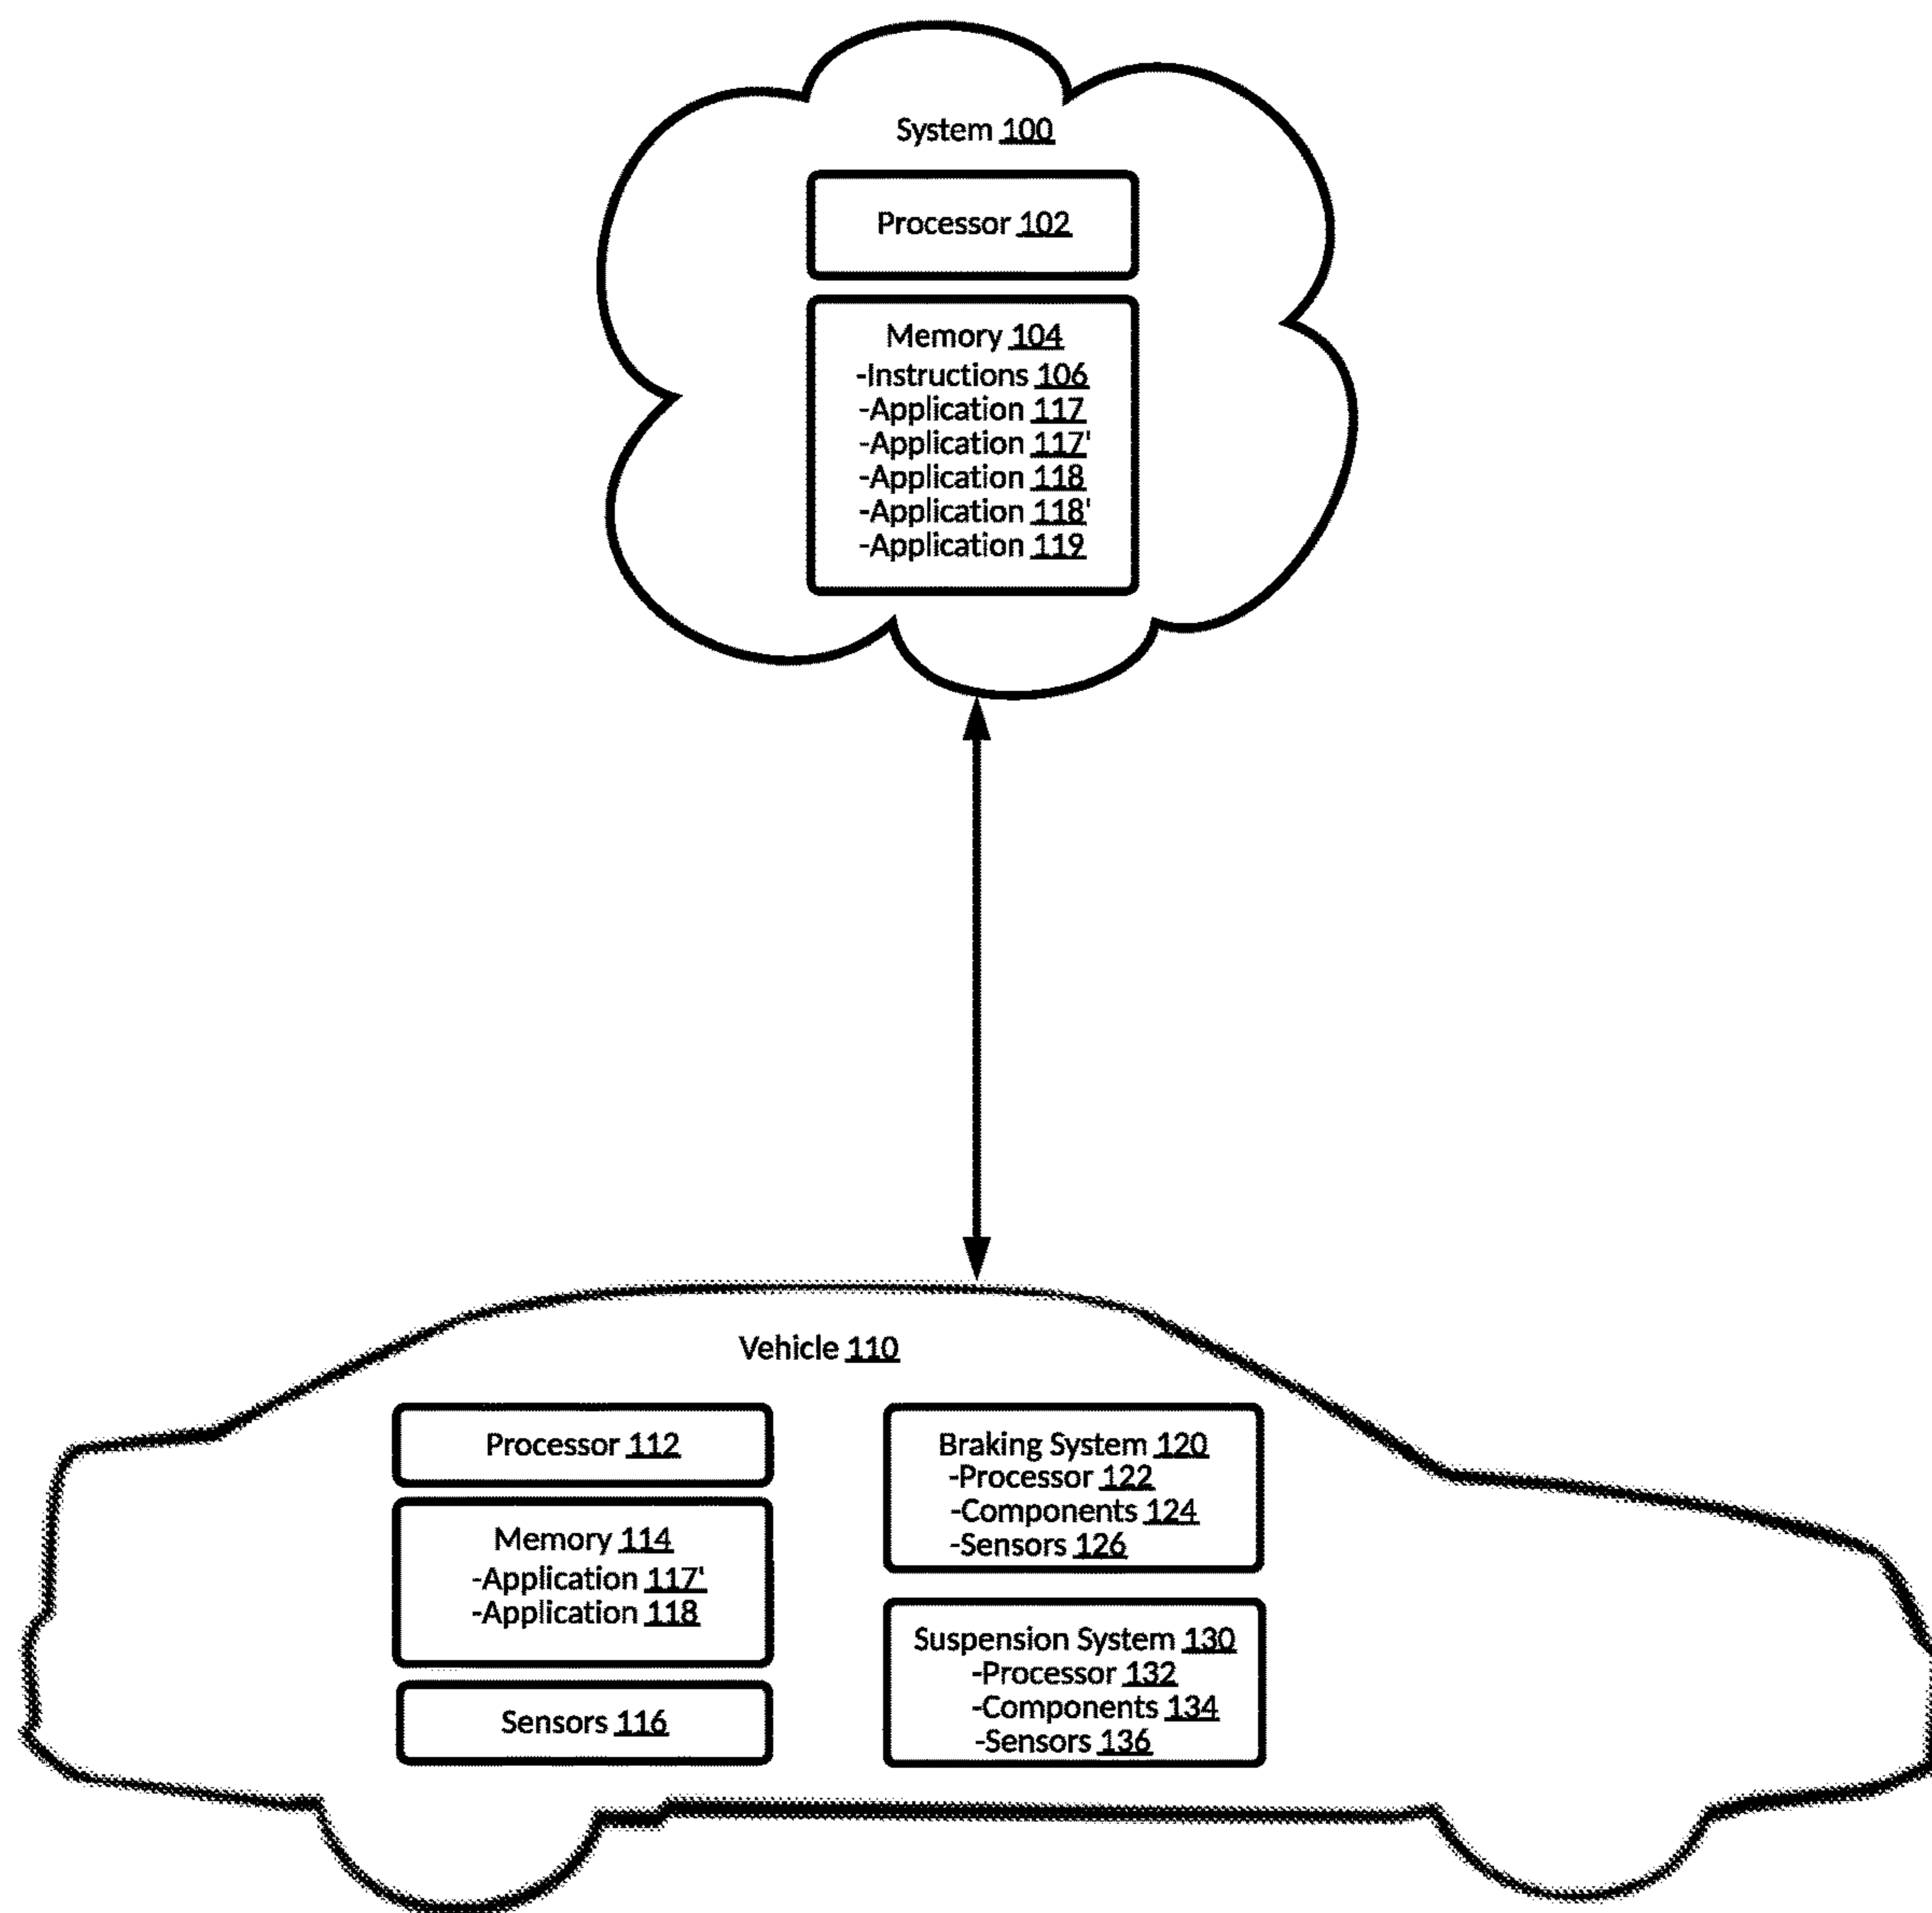 System 100
Processor 102
Memory 104
-Instructions 106
-Application 117
-Application 117'
-Application 118
-Application 118'
-Application 119
Vehicle 110
Processor 112
Memory 114
-Application 117'
-Application 118
Sensors 116
Braking System 120
-Processor 122
-Components 124
-Sensors 126
Suspension System 130
-Processor 132
-Components 134
-Sensors 136